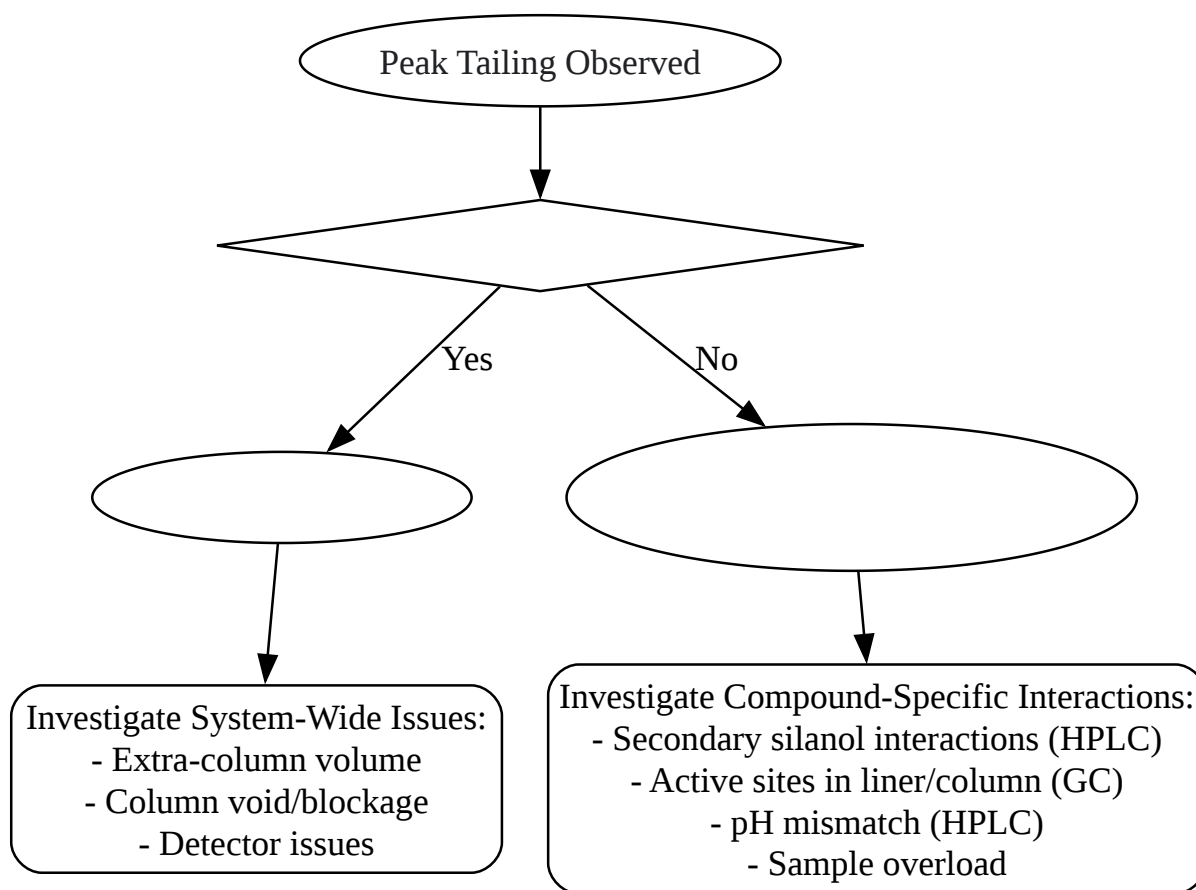 Peak Tailing Observed
Yes
No
Investigate System-Wide Issues:
- Extra-column volume
- Column void/blockage
- Detector issues
Investigate Compound-Specific Interactions:
- Secondary silanol interactions (HPLC)
- Active sites in liner/column (GC)
- pH mismatch (HPLC)
- Sample overload